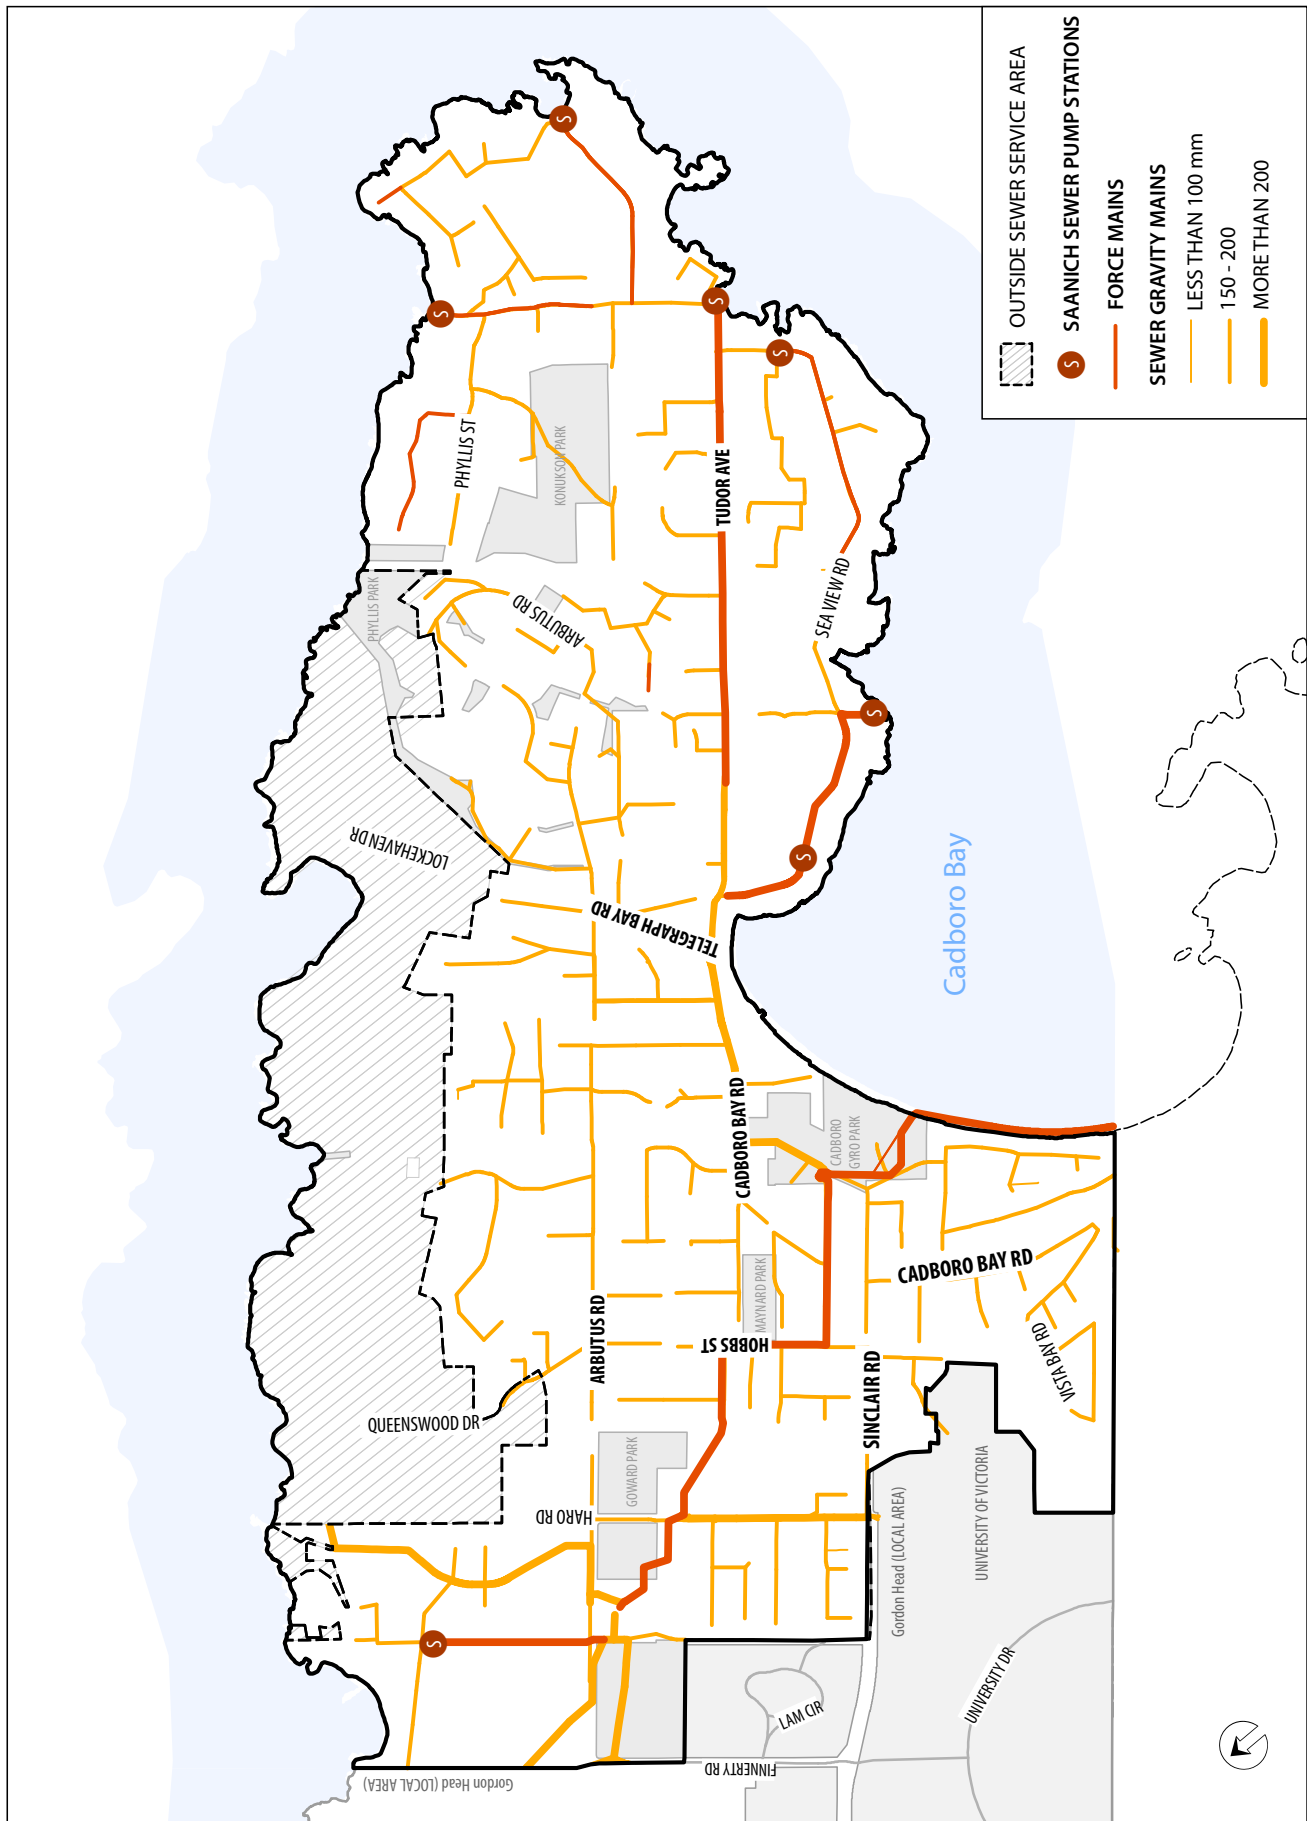 OUTSIDE SEWER SERVICE AREA
S SAANICH SEWER PUMP STATIONS
FORCE MAINS
SEWER GRAVITY MAINS
LESS THAN 100 mm
150 - 200
MORE THAN 200
S
S
S
S
S
S
S
PHYLLIS ST
KONUKSON PARK
TUDOR AVE
PHYLLIS PARK
ARBUTUS RD
SEA VIEW RD
LOCKEHAVEN DR
TELEGRAPH BAY RD
Cadboro Bay
CADBORO BAY RD
CADBORO
GYRO PARK
CADBORO BAY RD
MAYNARD PARK
HOBBS ST
ARBUTUS RD
VISTA BAY RD
SINCLAIR RD
QUEENSWOOD DR
GOWARD PARK
HARO RD
UNIVERSITY OF VICTORIA
Gordon Head (LOCAL AREA)
UNIVERSITY DR
LAM CIR
FINNERTY RD
Gordon Head (LOCAL AREA)